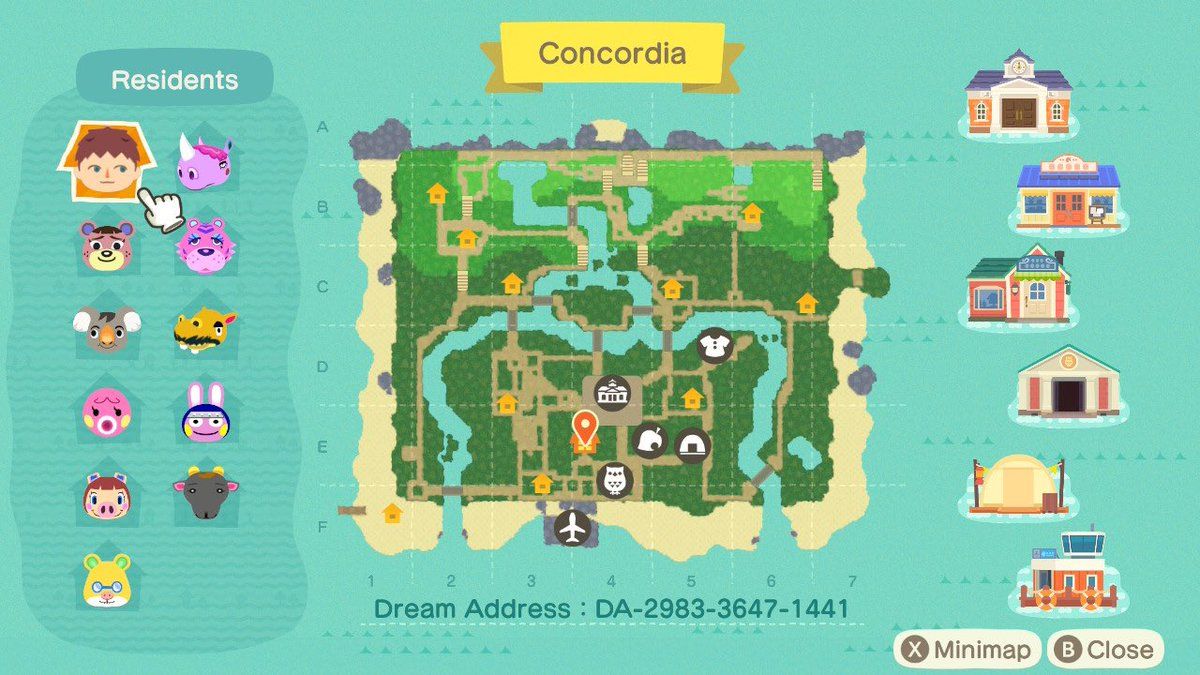 Concordia
Residents
A
B
C
D
E
F
1 2 3 4 5 6 7
Dream Address : DA-2983-3647-1441
X Minimap B Close